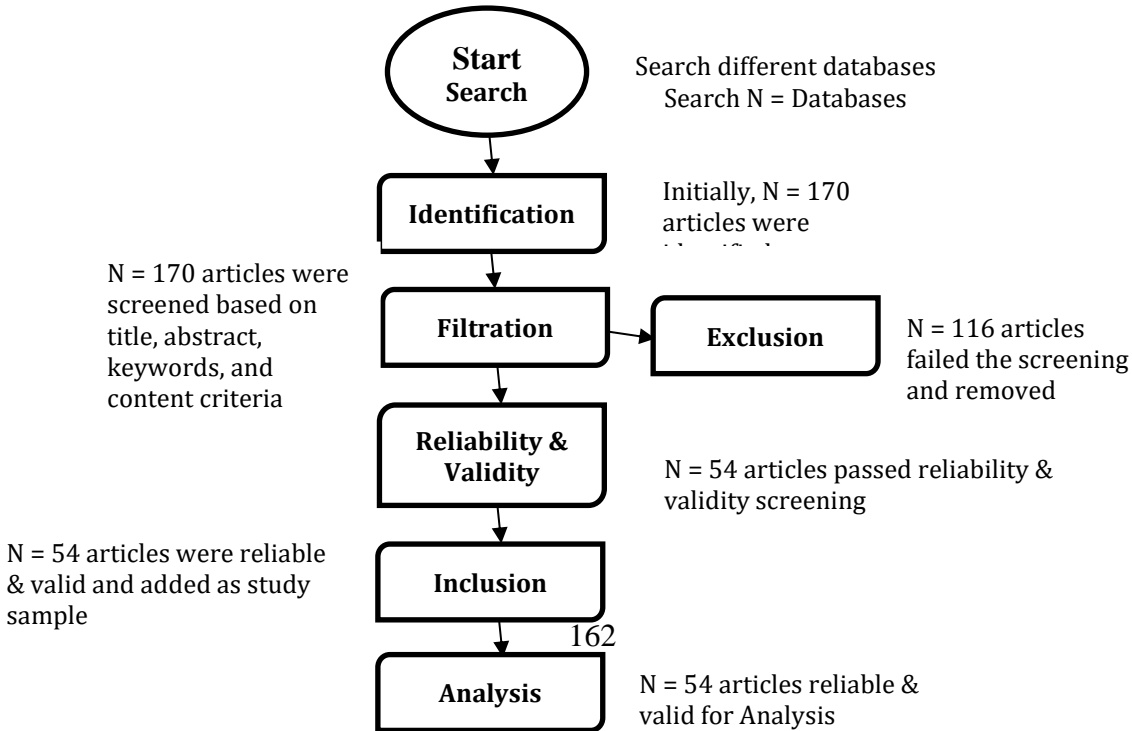 Start
Search
Search different databases
Search N = Databases
Identification
Initially, N = 170
articles were
N = 170 articles were
screened based on
title, abstract,
keywords, and
content criteria
Filtration
Exclusion
N = 116 articles
failed the screening
and removed
Reliability &
Validity
N = 54 articles passed reliability &
validity screening
N = 54 articles were reliable
& valid and added as study
sample
Inclusion
162
Analysis
N = 54 articles reliable &
valid for Analysis